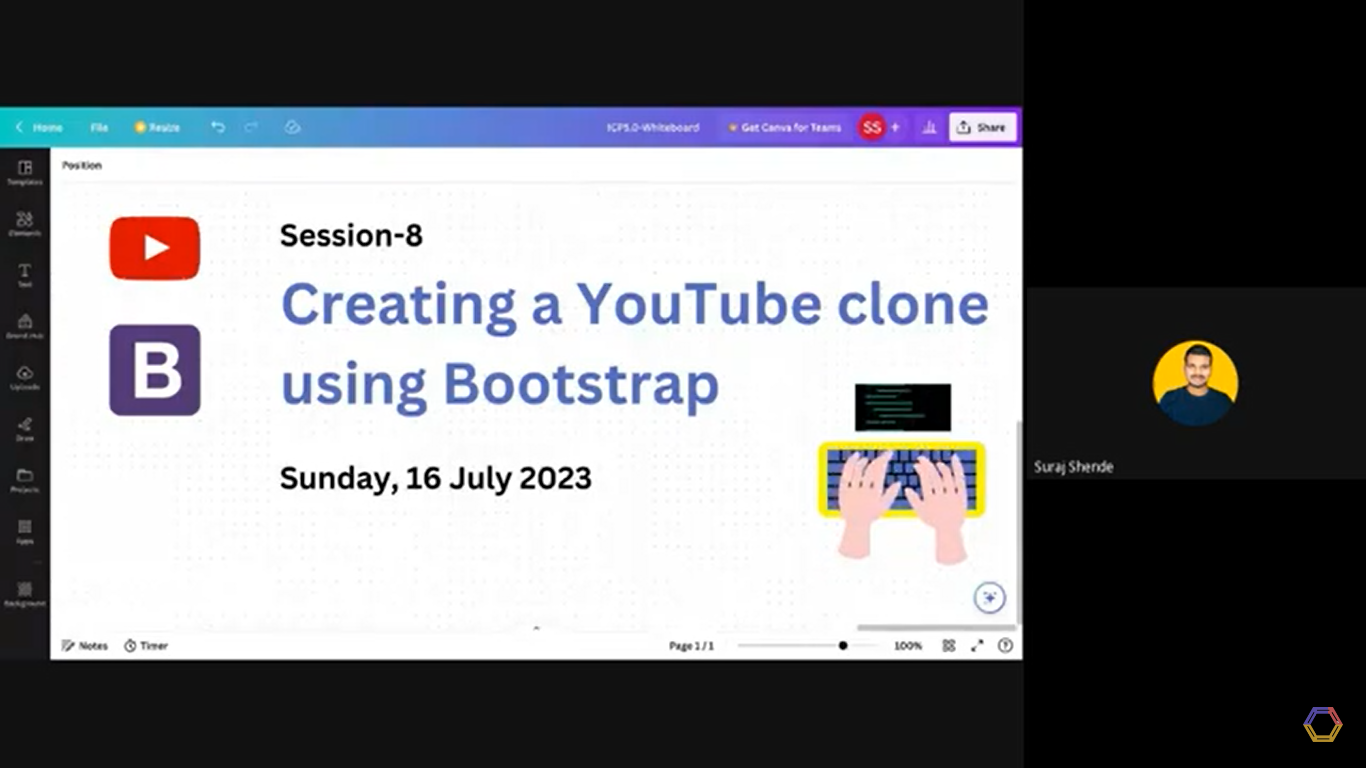 Home File Resize ICP5.0-Whiteboard Get Canva for Teams SS + Share
Position
Templates
Elements
Text
Brand Hub
Uploads
Draw
Projects
Apps
Background
Session-8
Creating a YouTube clone
using Bootstrap
Sunday, 16 July 2023
B
Notes Timer Page 1 / 1 100%
Suraj Shende